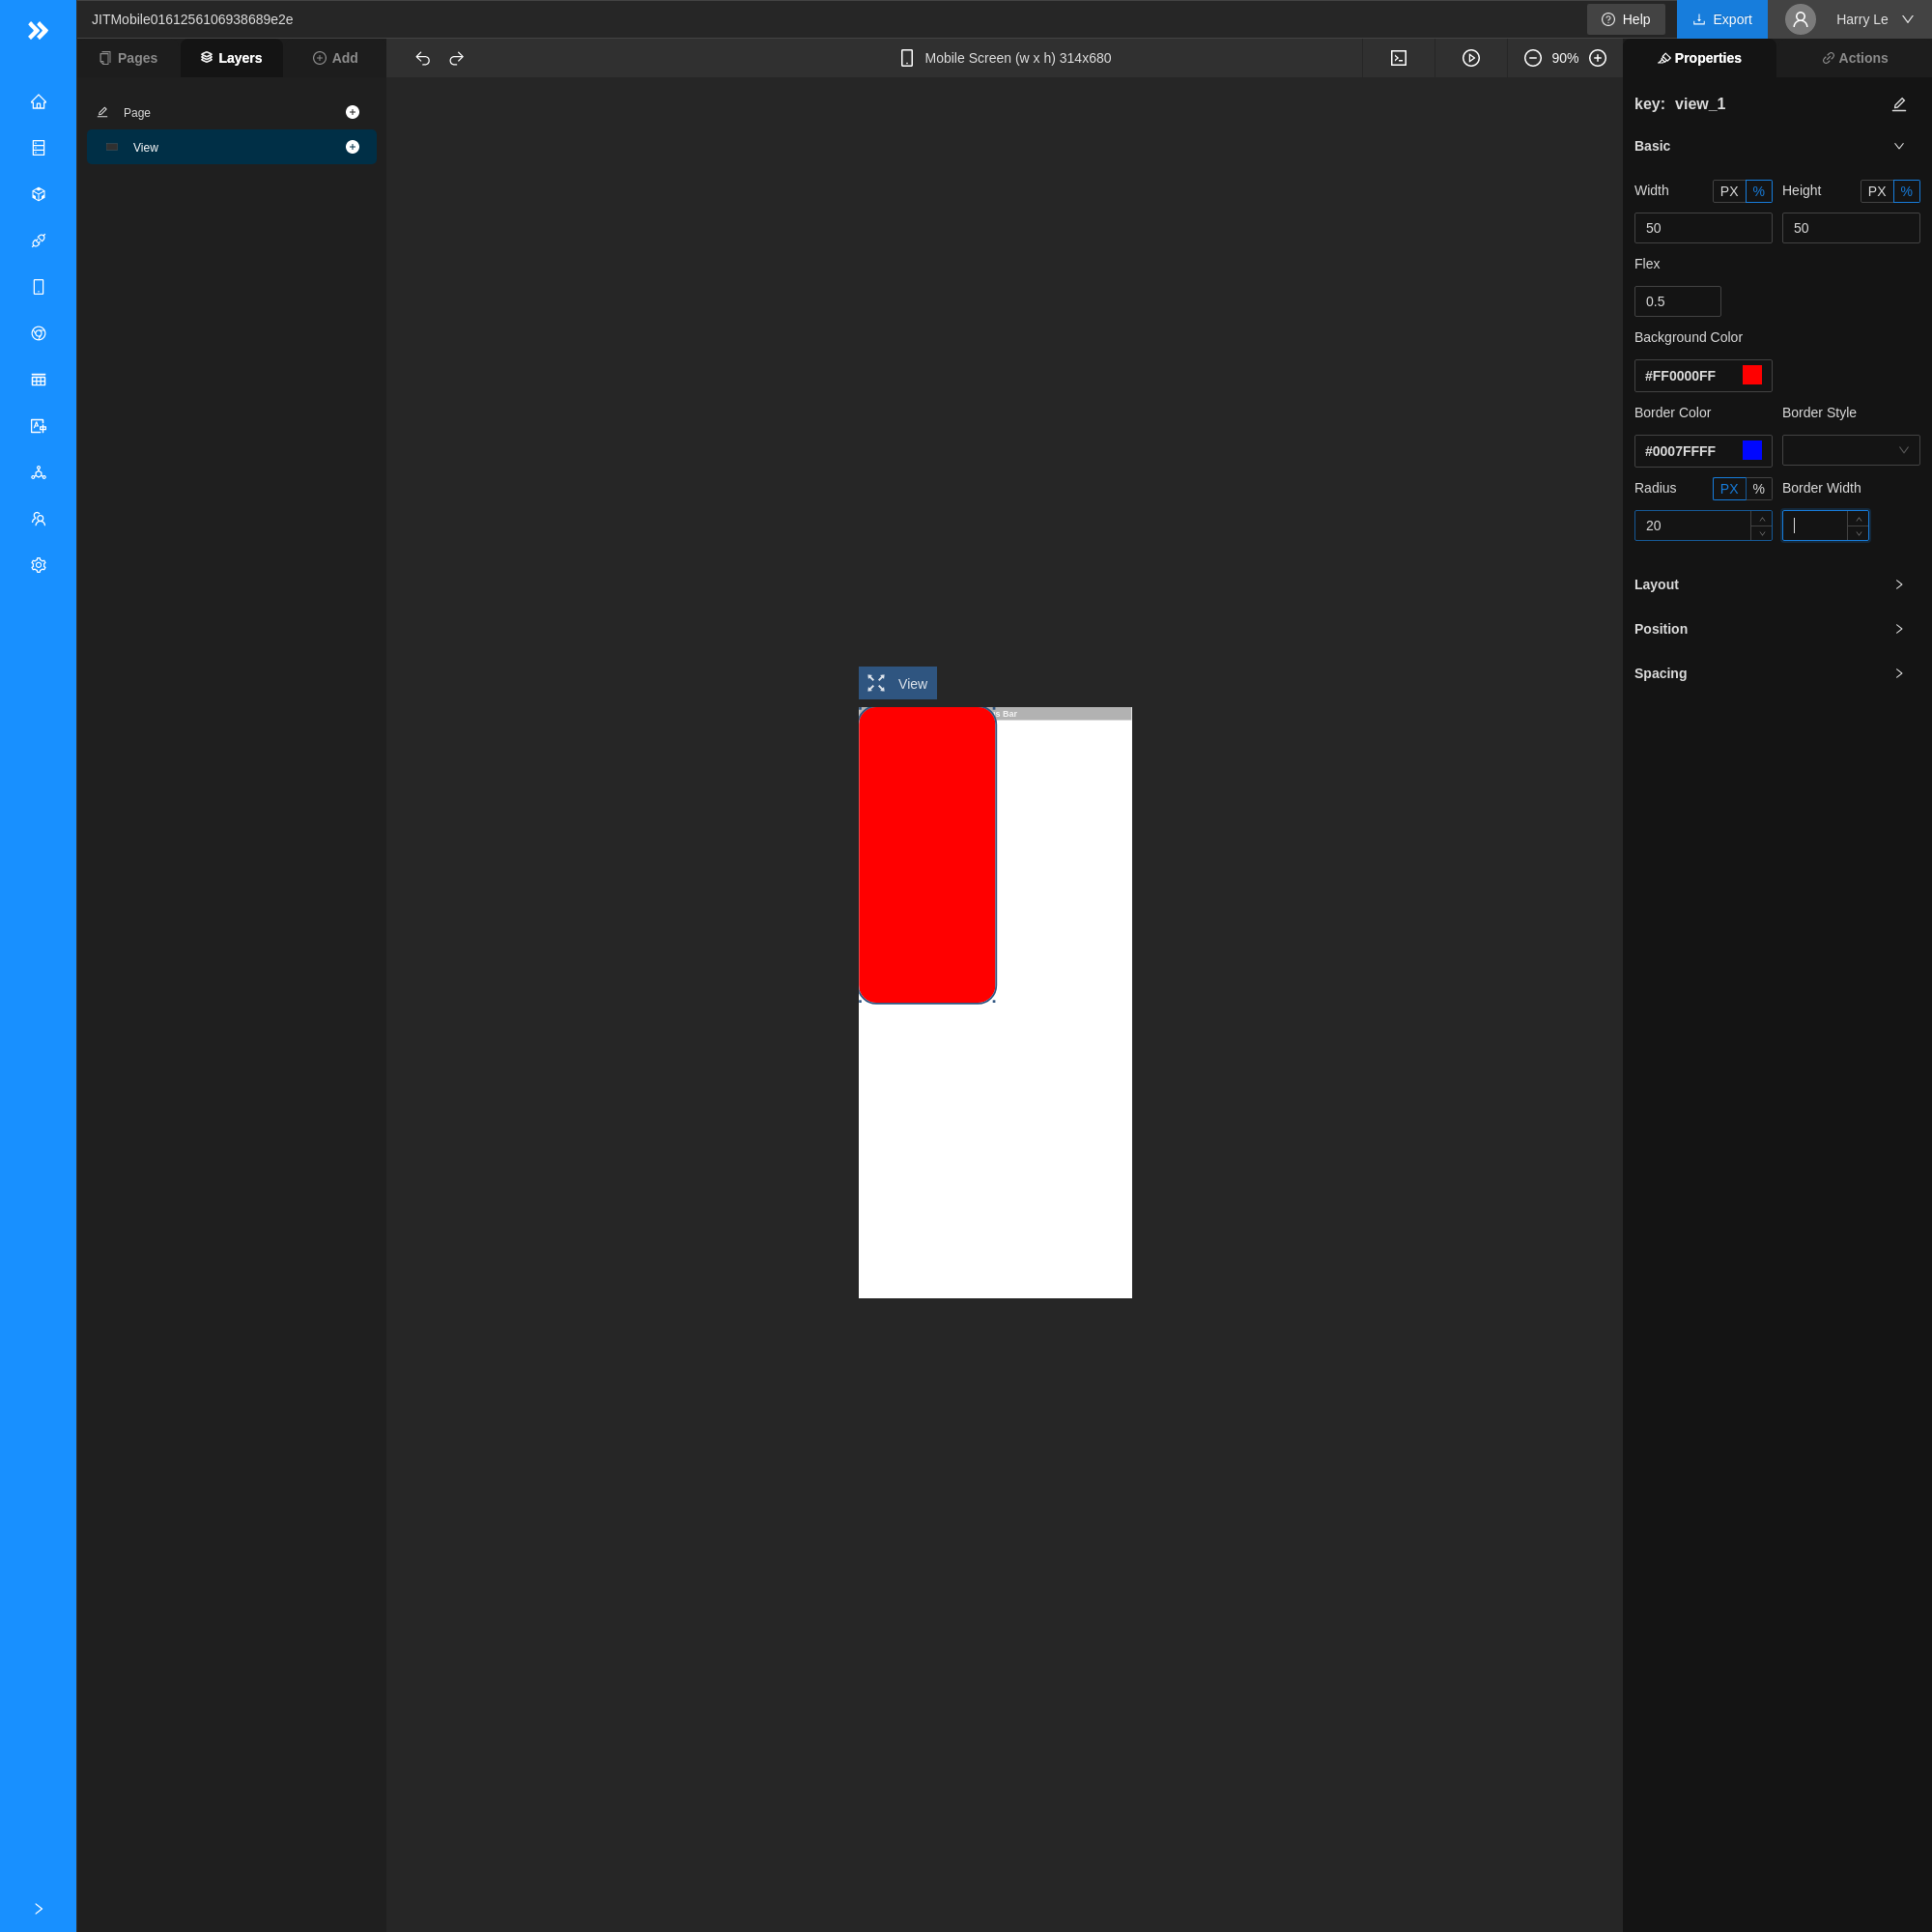 JITMobile0161256106938689e2e
Help
Export
Harry Le
Pages
Layers
Add
Mobile Screen (w x h) 314x680
90%
Properties
Actions
Page
View
key: view_1
Basic
Width PX % Height PX %
50 50
Flex
0.5
Background Color
#FF0000FF
Border Color Border Style
#0007FFFF
Radius PX % Border Width
20
Layout
Position
Spacing
View
s Bar